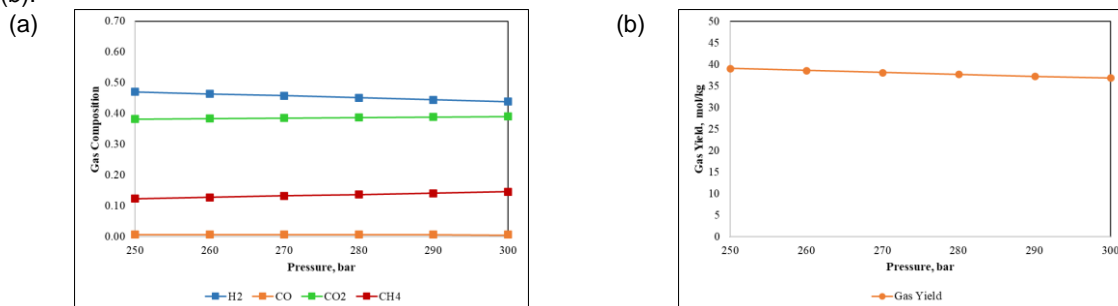 (b).
(a)
0.70
0.60
0.50
0.40
0.30
0.20
0.10
0.00
Gas Composition
250 260 270 280 290 300
Pressure, bar
H2 CO CO2 CH4
(b)
50
45
40
35
30
25
20
15
10
5
0
Gas Yield, mol/kg
250 260 270 280 290 300
Pressure, bar
Gas Yield